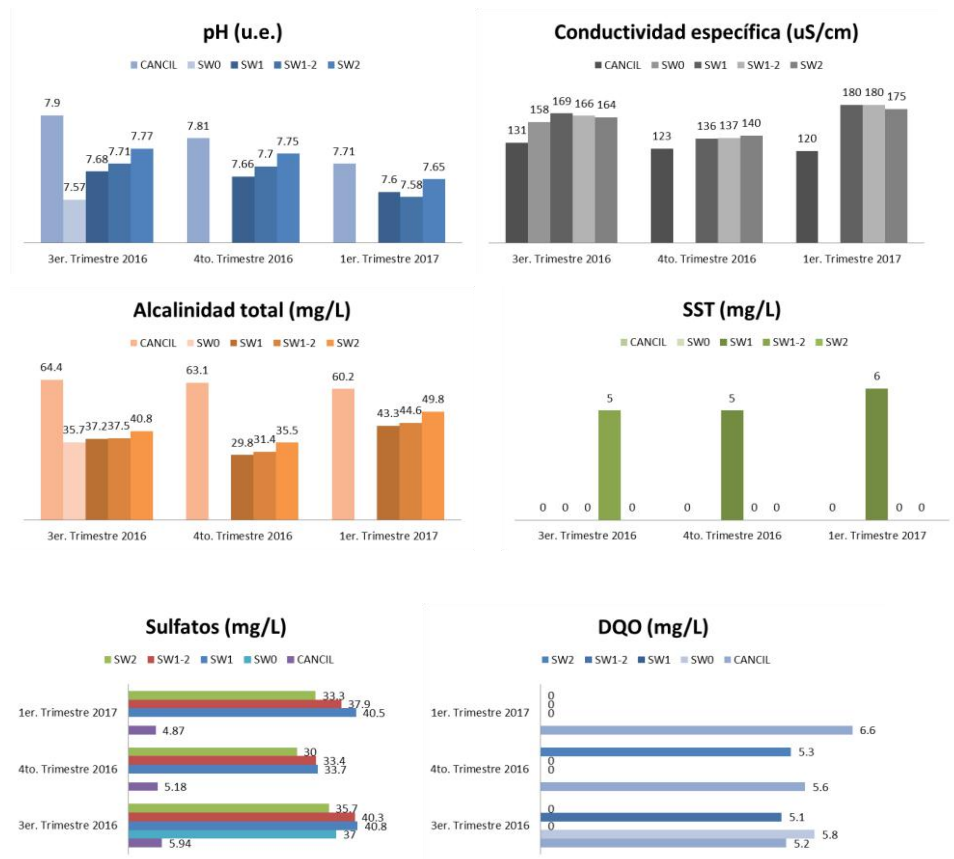 pH (u.e.)
CANCIL SW0 SW1 SW1-2 SW2
7.9
7.57
7.68
7.71
7.77
7.81
7.66
7.7
7.75
7.71
7.6
7.58
7.65
3er. Trimestre 2016 4to. Trimestre 2016 1er. Trimestre 2017
Conductividad específica (uS/cm)
CANCIL SW0 SW1 SW1-2 SW2
131
158
169
166
164
123
136
137
140
120
180
180
175
3er. Trimestre 2016 4to. Trimestre 2016 1er. Trimestre 2017
Alcalinidad total (mg/L)
CANCIL SW0 SW1 SW1-2 SW2
64.4
35.7
37.2
37.5
40.8
63.1
29.8
31.4
35.5
60.2
43.3
44.6
49.8
3er. Trimestre 2016 4to. Trimestre 2016 1er. Trimestre 2017
SST (mg/L)
CANCIL SW0 SW1 SW1-2 SW2
0 0 0 5 0
0 5 0 0
0 6 0 0
3er. Trimestre 2016 4to. Trimestre 2016 1er. Trimestre 2017
Sulfatos (mg/L)
SW2 SW1-2 SW1 SW0 CANCIL
1er. Trimestre 2017
33.3
37.9
40.5
4.87
4to. Trimestre 2016
30
33.4
33.7
5.18
3er. Trimestre 2016
35.7
40.3
40.8
37
5.94
DQO (mg/L)
SW2 SW1-2 SW1 SW0 CANCIL
1er. Trimestre 2017
0
0
0
6.6
4to. Trimestre 2016
5.3
0
0
5.6
3er. Trimestre 2016
0
5.1
0
5.8
5.2